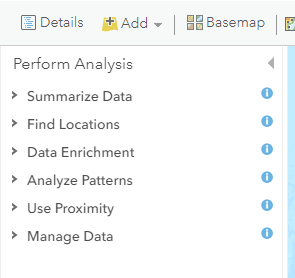 Details Add Basemap
Perform Analysis
Summarize Data
Find Locations
Data Enrichment
Analyze Patterns
Use Proximity
Manage Data